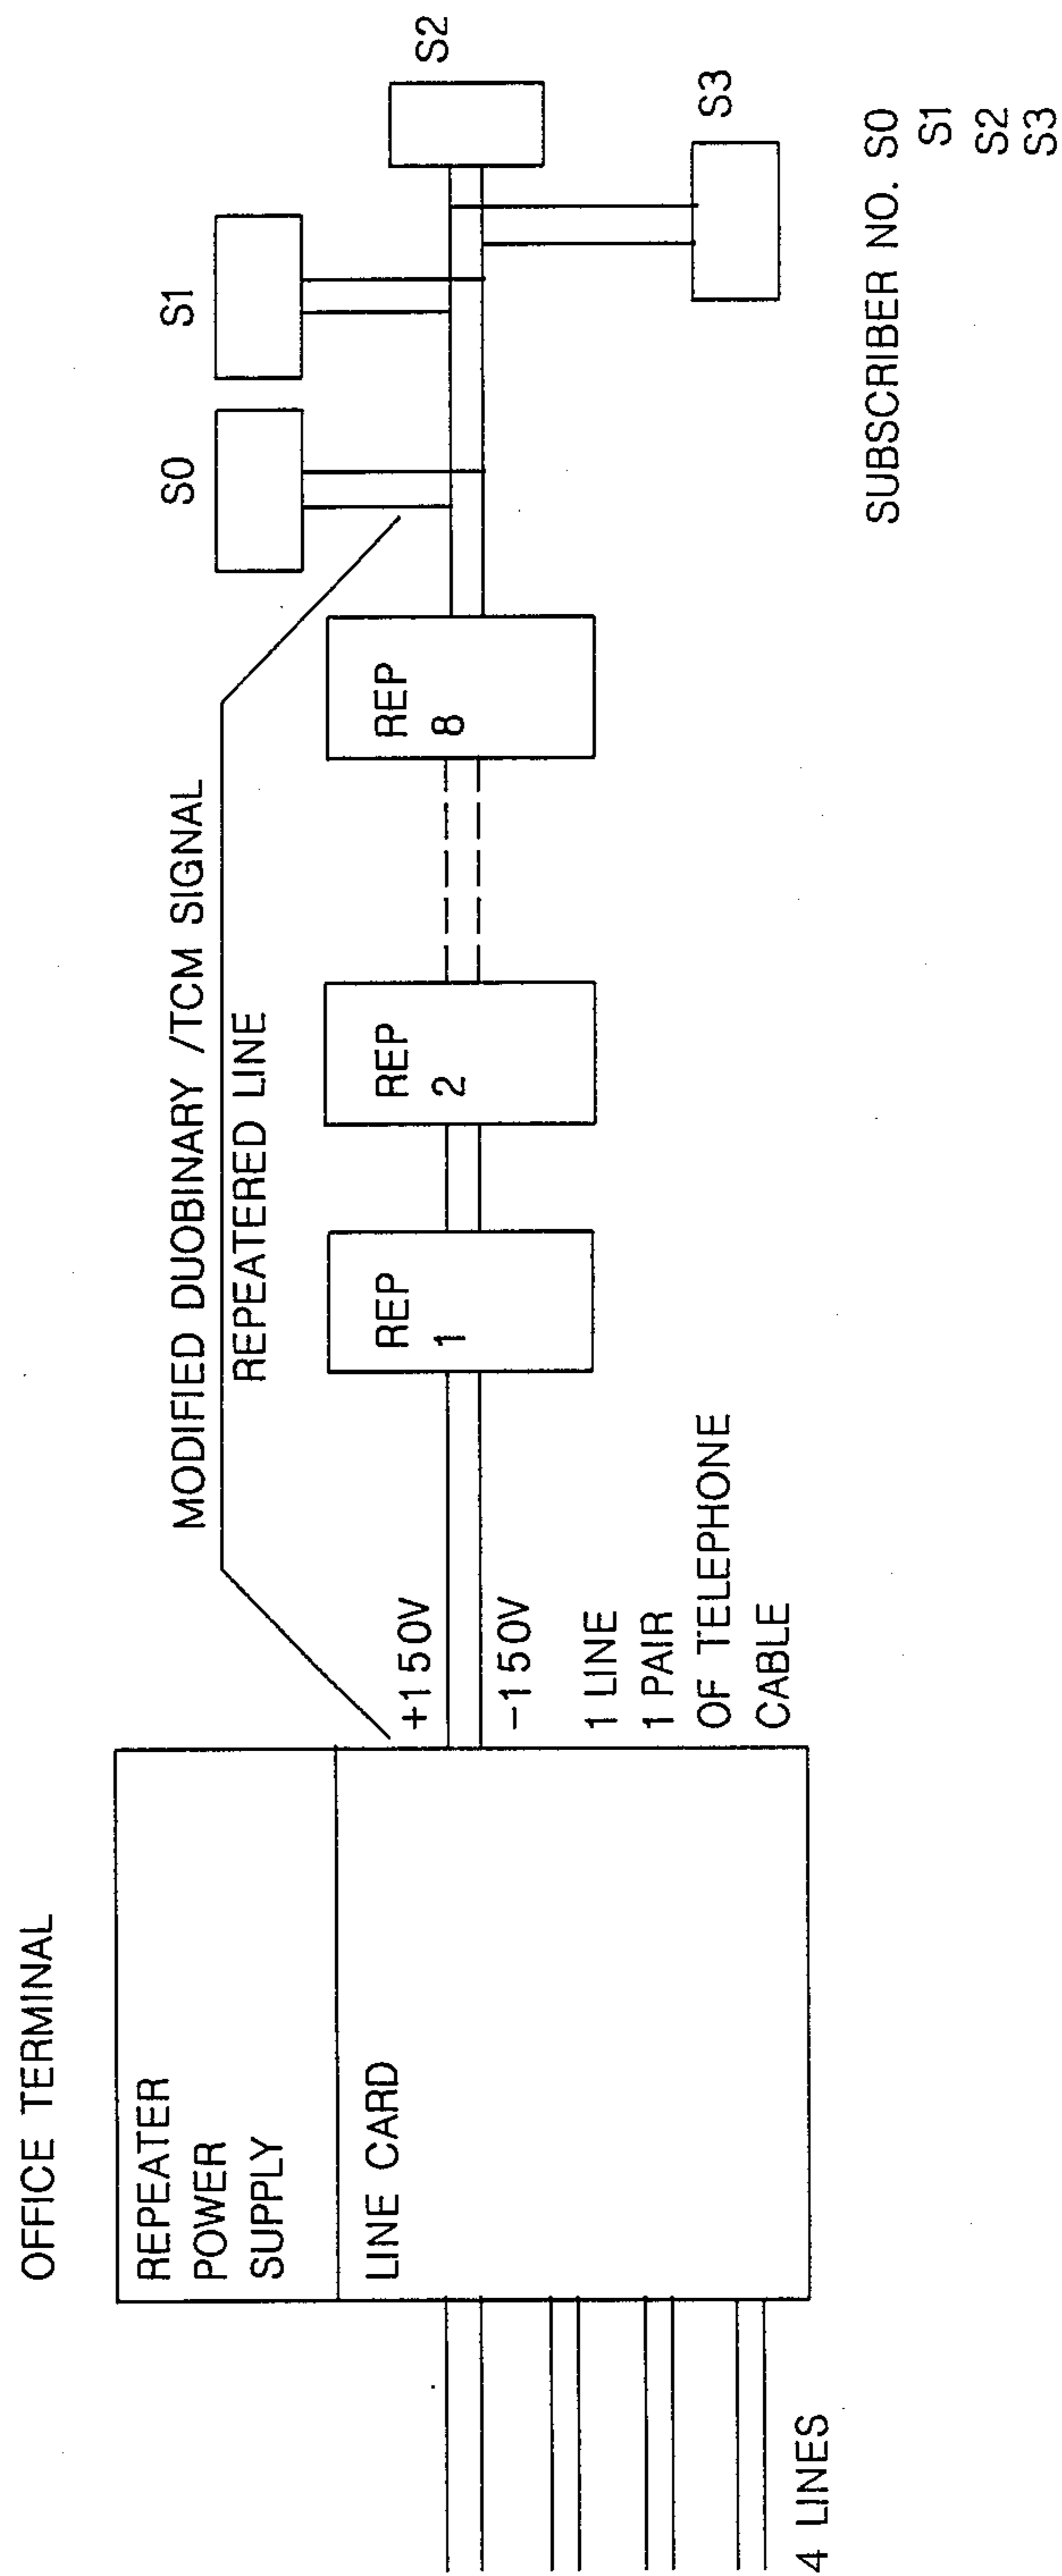 OFFICE TERMINAL
REPEATER
POWER
SUPPLY
LINE CARD
4 LINES
+150V
-150V
1 LINE
1 PAIR
OF TELEPHONE
CABLE
MODIFIED DUOBINARY /TCM SIGNAL
REPEATERED LINE
REP
1
REP
2
REP
8
S0
S1
S2
S3
SUBSCRIBER NO. S0
S1
S2
S3